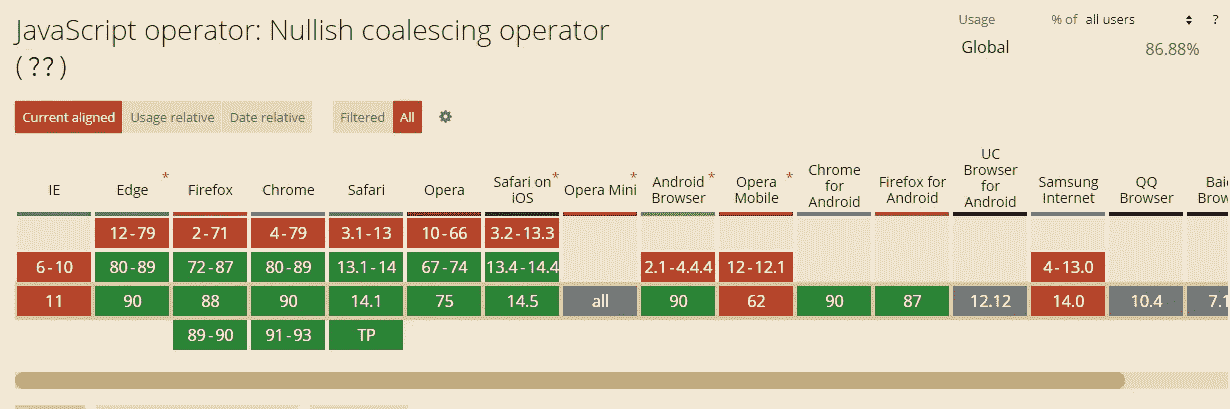 JavaScript operator: Nullish coalescing operator
(??)
Usage % of all users ?
Global 86.88%
Current aligned Usage relative Date relative Filtered All
IE Edge * Firefox Chrome Safari Opera Safari on iOS * Opera Mini * Android Browser * Opera Mobile * Chrome for Android Firefox for Android UC Browser for Android Samsung Internet QQ Browser
12-79 2-71 4-79 3.1-13 10-66 3.2-13.3
6-10 80-89 72-87 80-89 13.1-14 67-74 13.4-14.4 2.1-4.4.4 12-12.1 4-13.0
11 90 88 90 14.1 75 14.5 all 90 62 90 87 12.12 14.0 10.4 7.1
89-90 91-93 TP